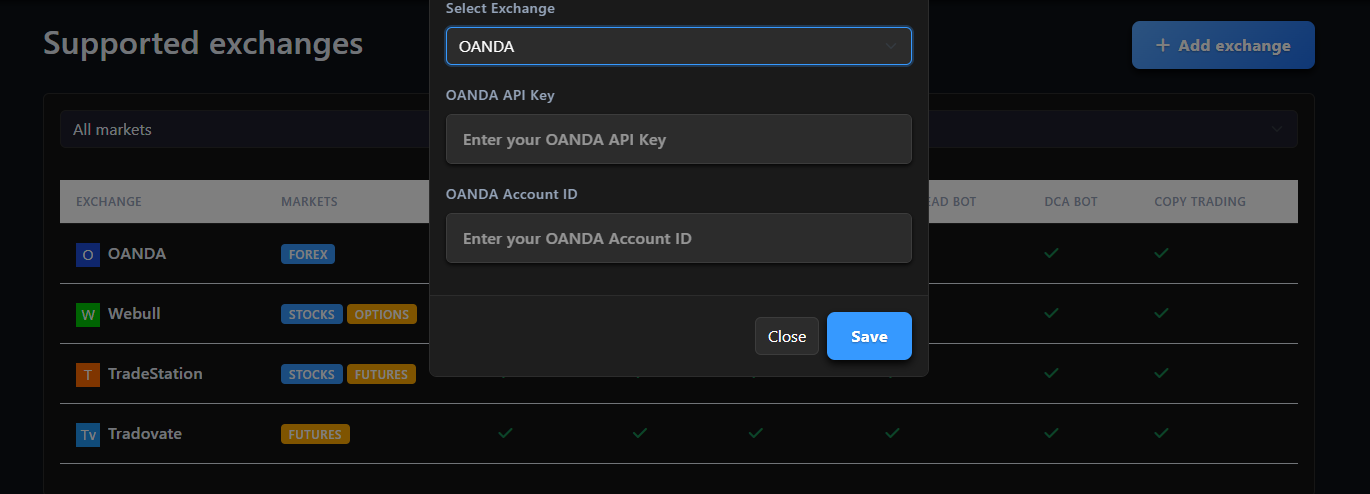 Select Exchange
Supported exchanges
OANDA
+ Add exchange
OANDA API Key
All markets
Enter your OANDA API Key
OANDA Account ID
EXCHANGE MARKETS BOT DCA BOT COPY TRADING
Enter your OANDA Account ID
O OANDA FOREX
W Webull STOCKS OPTIONS
Close Save
T TradeStation STOCKS FUTURES
Tv Tradovate FUTURES